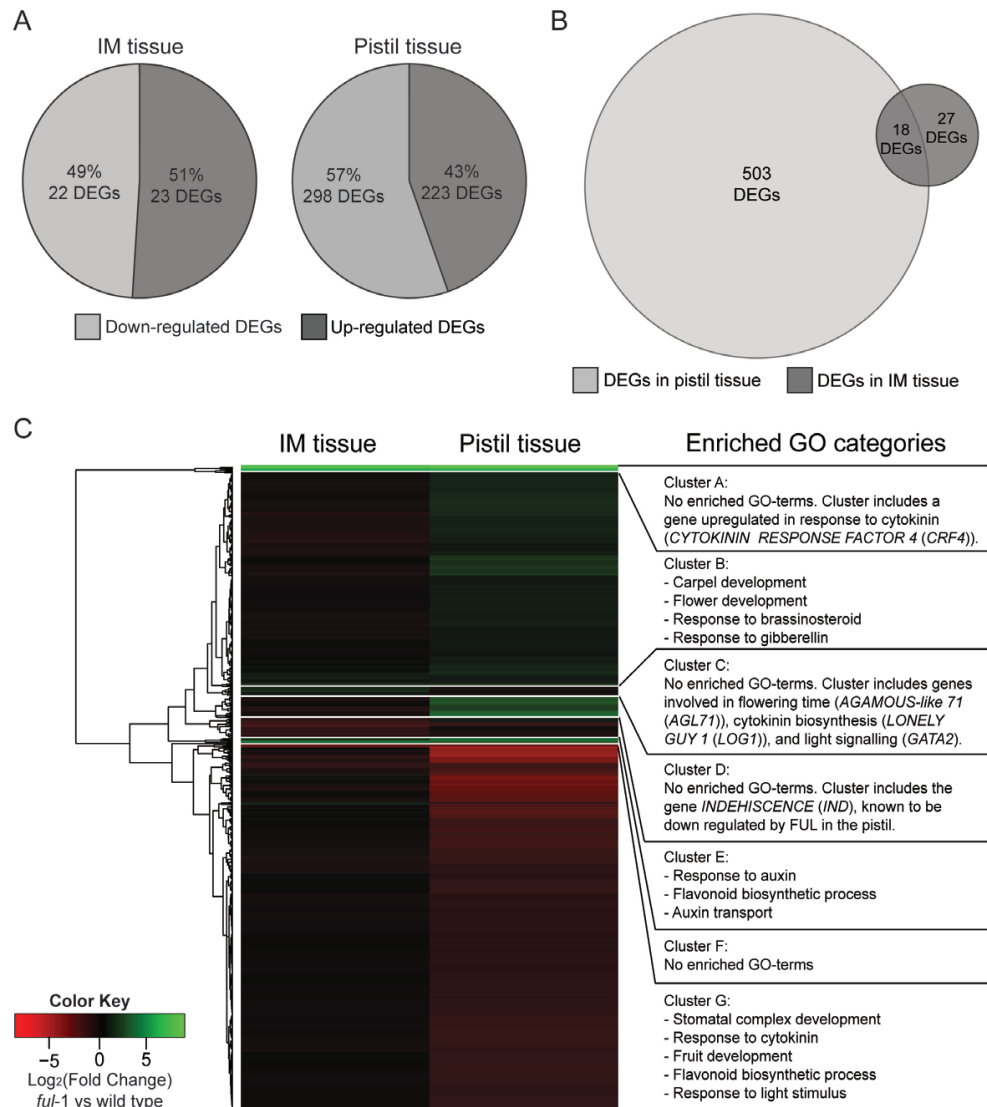 A
IM tissue
Pistil tissue
49%
22 DEGs
51%
23 DEGs
57%
298 DEGs
43%
223 DEGs
Down-regulated DEGs
Up-regulated DEGs
B
503
DEGs
18
DEGs
27
DEGs
DEGs in pistil tissue
DEGs in IM tissue
C
IM tissue
Pistil tissue
Enriched GO categories
Cluster A:
No enriched GO-terms. Cluster includes a
gene upregulated in response to cytokinin
(CYTOKININ RESPONSE FACTOR 4 (CRF4)).
Cluster B:
- Carpel development
- Flower development
- Response to brassinosteroid
- Response to gibberellin
Cluster C:
No enriched GO-terms. Cluster includes genes
involved in flowering time (AGAMOUS-like 71
(AGL71)), cytokinin biosynthesis (LONELY
GUY 1 (LOG1)), and light signalling (GATA2).
Cluster D:
No enriched GO-terms. Cluster includes the
gene INDEHISCENCE (IND), known to be
down regulated by FUL in the pistil.
Cluster E:
- Response to auxin
- Flavonoid biosynthetic process
- Auxin transport
Cluster F:
No enriched GO-terms
Cluster G:
- Stomatal complex development
- Response to cytokinin
- Fruit development
- Flavonoid biosynthetic process
- Response to light stimulus
Color Key
−5 0 5
Log2(Fold Change)
ful-1 vs wild type